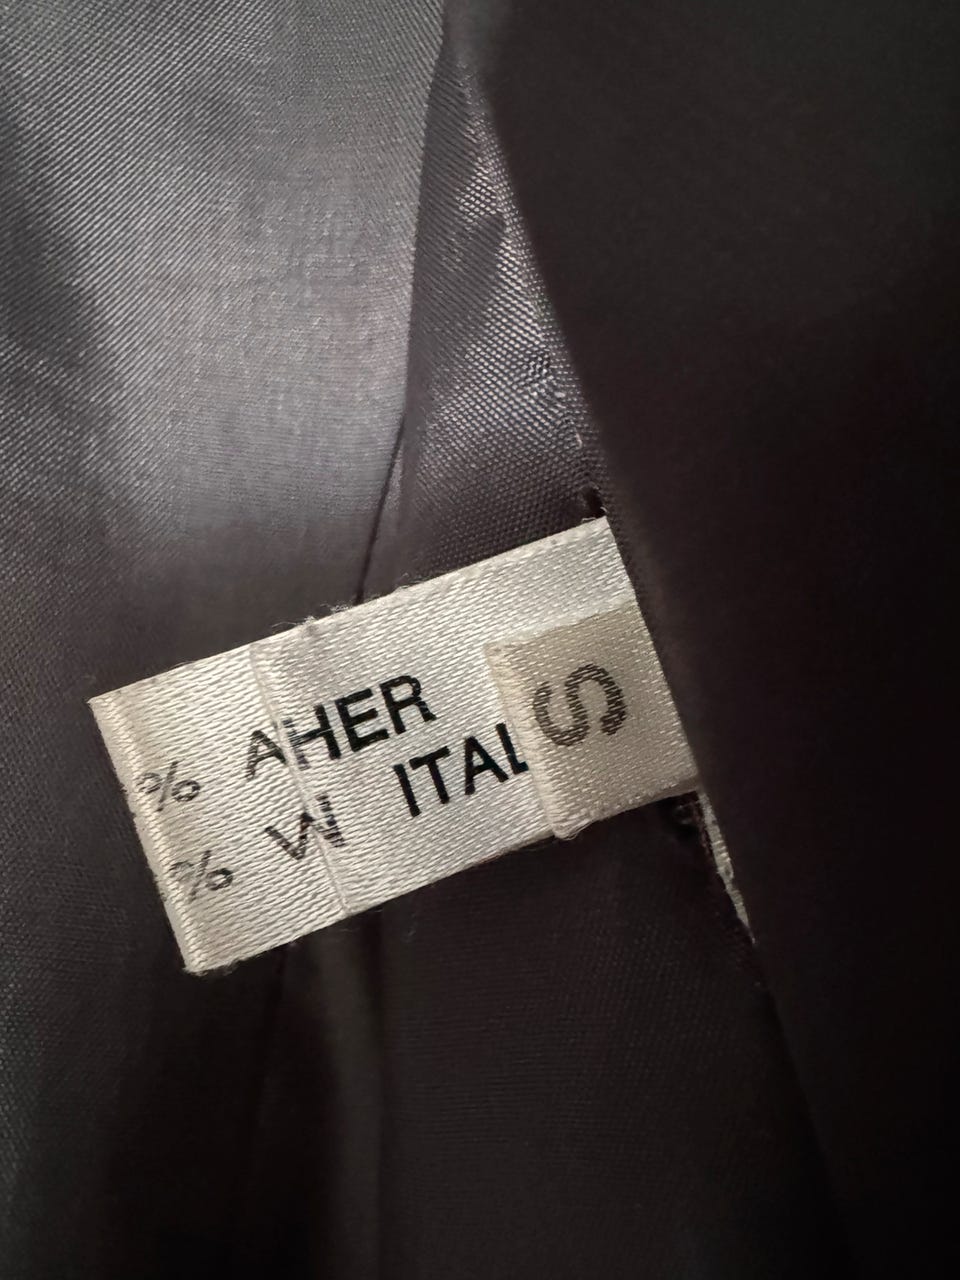 % AHER
% W ITAL
S